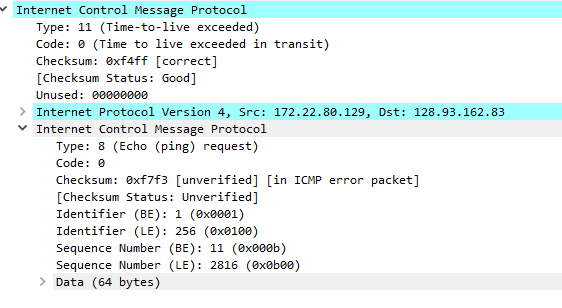 Internet Control Message Protocol
Type: 11 (Time-to-live exceeded)
Code: 0 (Time to live exceeded in transit)
Checksum: 0xf4ff [correct]
[Checksum Status: Good]
Unused: 00000000
Internet Protocol Version 4, Src: 172.22.80.129, Dst: 128.93.162.83
Internet Control Message Protocol
Type: 8 (Echo (ping) request)
Code: 0
Checksum: 0xf7f3 [unverified] [in ICMP error packet]
[Checksum Status: Unverified]
Identifier (BE): 1 (0x0001)
Identifier (LE): 256 (0x0100)
Sequence Number (BE): 11 (0x000b)
Sequence Number (LE): 2816 (0x0b00)
Data (64 bytes)